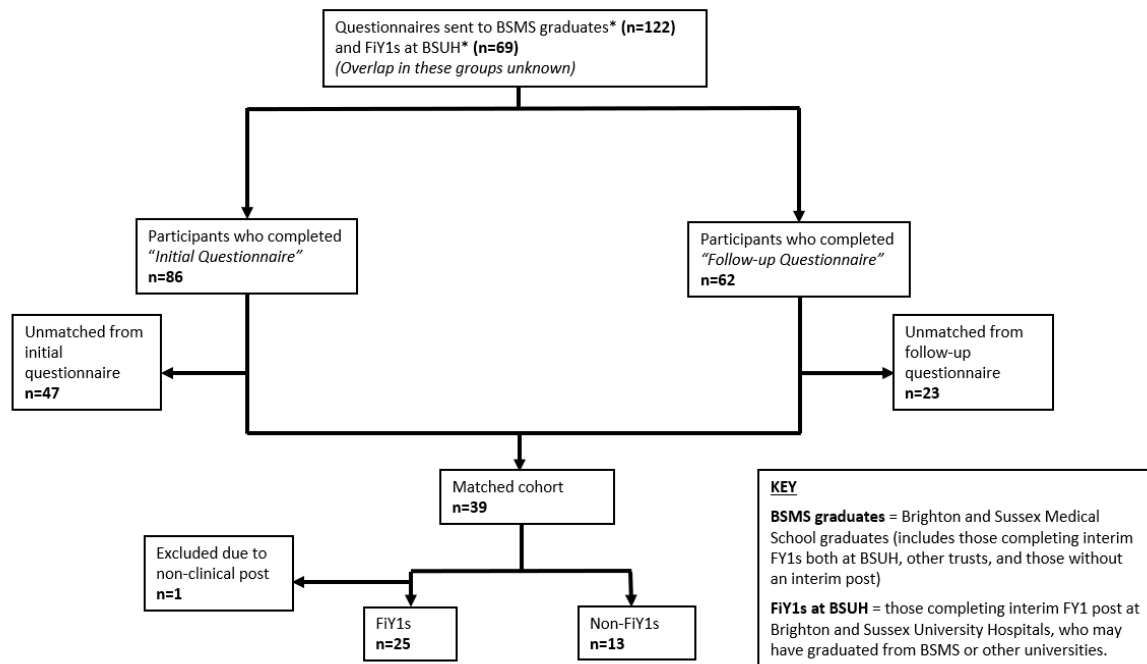 Questionnaires sent to BSMS graduates* (n=122)
and FiY1s at BSUH* (n=69)
(Overlap in these groups unknown)
Participants who completed
“Initial Questionnaire”
n=86
Participants who completed
“Follow-up Questionnaire”
n=62
Unmatched from
initial
questionnaire
n=47
Unmatched from
follow-up
questionnaire
n=23
Matched cohort
n=39
Excluded due to
non-clinical post
n=1
FiY1s
n=25
Non-FiY1s
n=13
KEY
BSMS graduates = Brighton and Sussex Medical
School graduates (includes those completing interim
FY1s both at BSUH, other trusts, and those without
an interim post)
FiY1s at BSUH = those completing interim FY1 post at
Brighton and Sussex University Hospitals, who may
have graduated from BSMS or other universities.